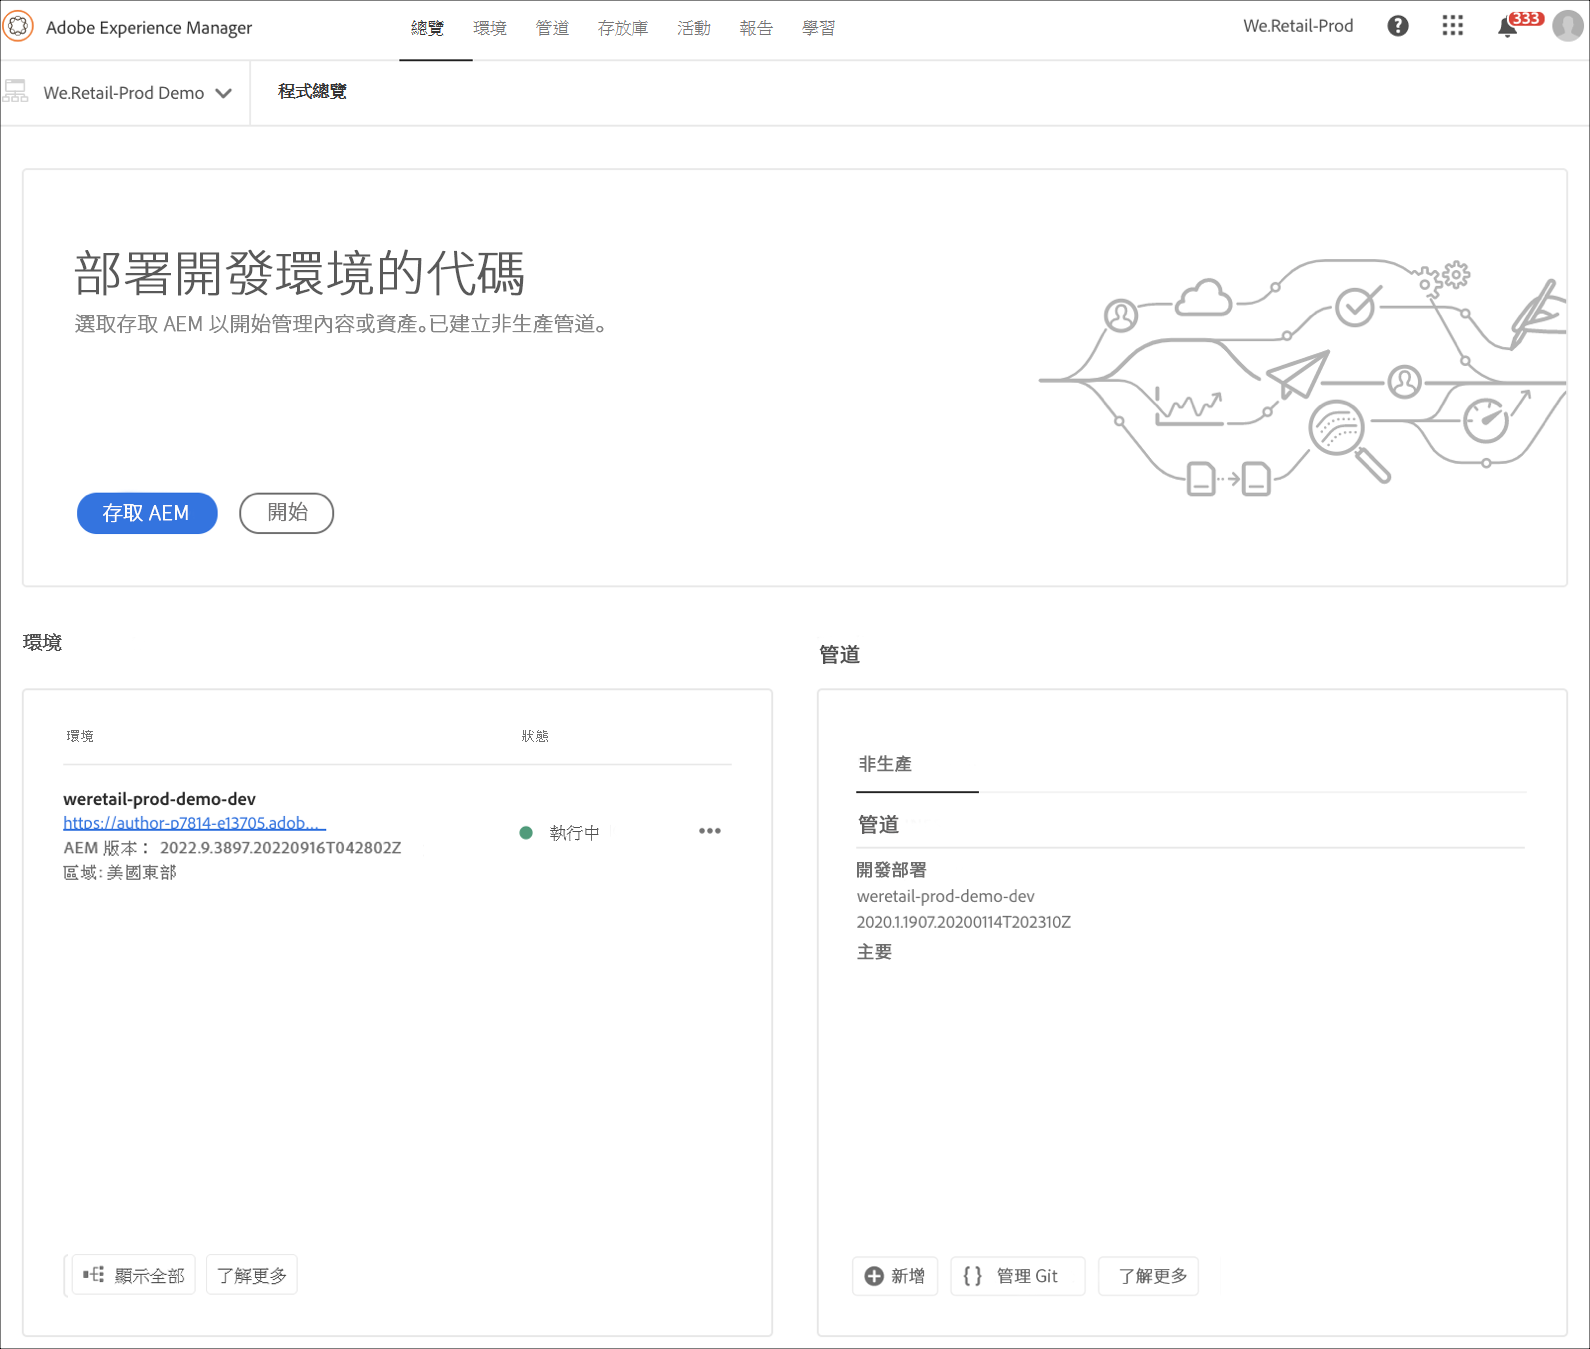 Adobe Experience Manager
總覽 環境 管道 存放庫 活動 報告 學習
We.Retail-Prod
333
We.Retail-Prod Demo
程式總覽
部署開發環境的代碼
選取存取 AEM 以開始管理內容或資產。已建立非生產管道。
存取 AEM
開始
環境
環境 狀態
weretail-prod-demo-dev
https://author-p7814-e13705.adob...
AEM 版本： 2022.9.3897.20220916T042802Z
區域: 美國東部
執行中
顯示全部
了解更多
管道
非生產
管道
開發部署
weretail-prod-demo-dev
2020.1.1907.20200114T202310Z
主要
新增
{ } 管理 Git
了解更多